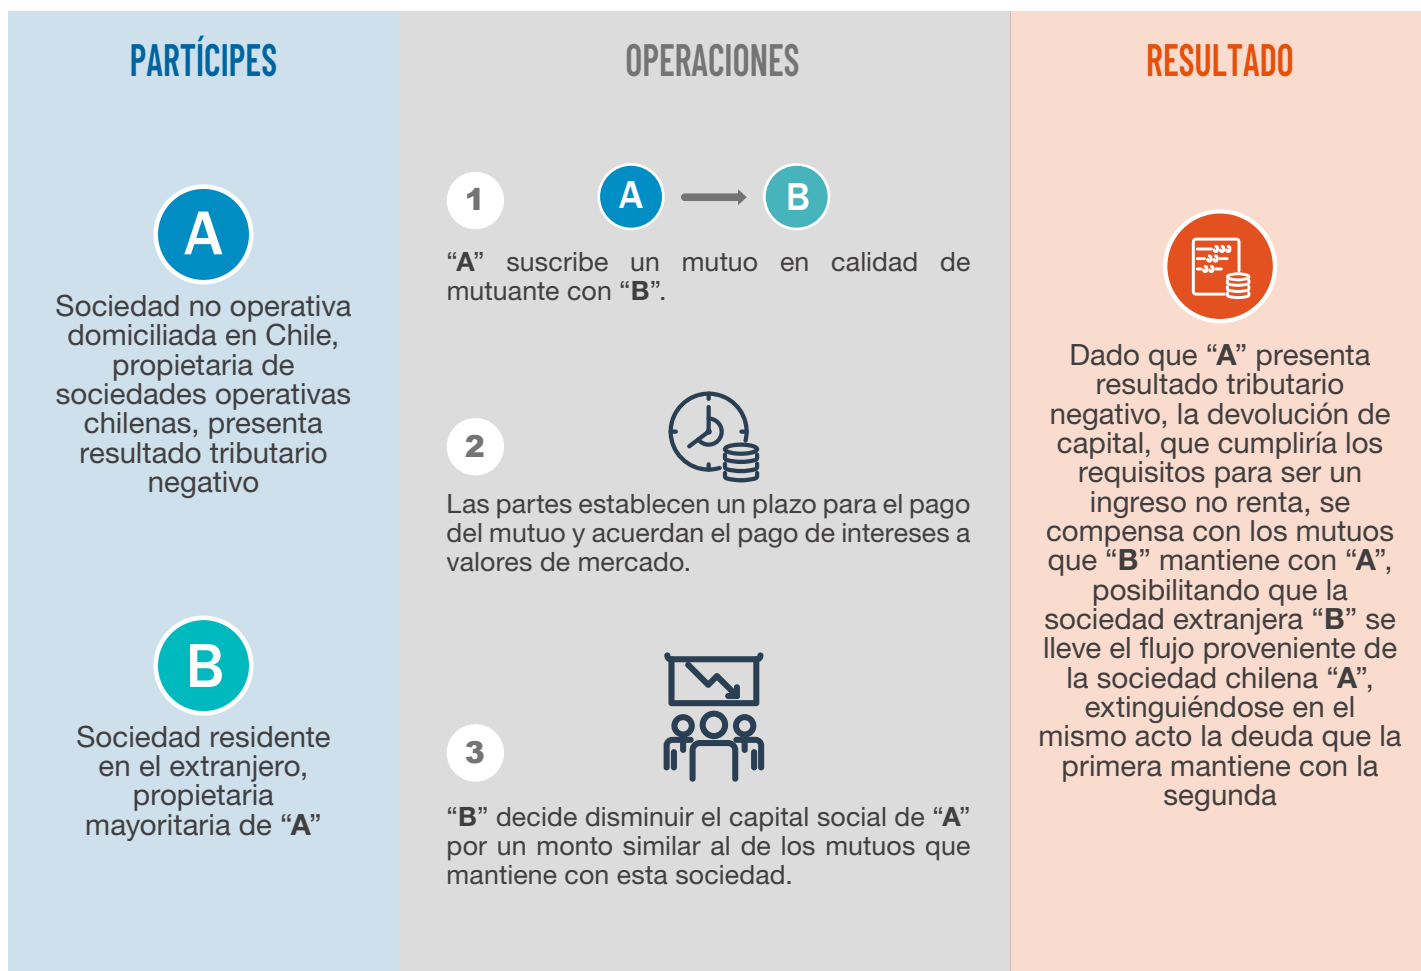 PARTÍCIPES
A
Sociedad no operativa
domiciliada en Chile,
propietaria de
sociedades operativas
chilenas, presenta
resultado tributario
negativo
B
Sociedad residente
en el extranjero,
propietaria
mayoritaria de “A”
OPERACIONES
1
A B
“A” suscribe un mutuo en calidad de
mutuante con “B”.
2
Las partes establecen un plazo para el pago
del mutuo y acuerdan el pago de intereses a
valores de mercado.
3
“B” decide disminuir el capital social de “A”
por un monto similar al de los mutuos que
mantiene con esta sociedad.
RESULTADO
Dado que “A” presenta
resultado tributario
negativo, la devolución de
capital, que cumpliría los
requisitos para ser un
ingreso no renta, se
compensa con los mutuos
que “B” mantiene con “A”,
posibilitando que la
sociedad extranjera “B” se
lleve el flujo proveniente de
la sociedad chilena “A”,
extinguiéndose en el
mismo acto la deuda que la
primera mantiene con la
segunda